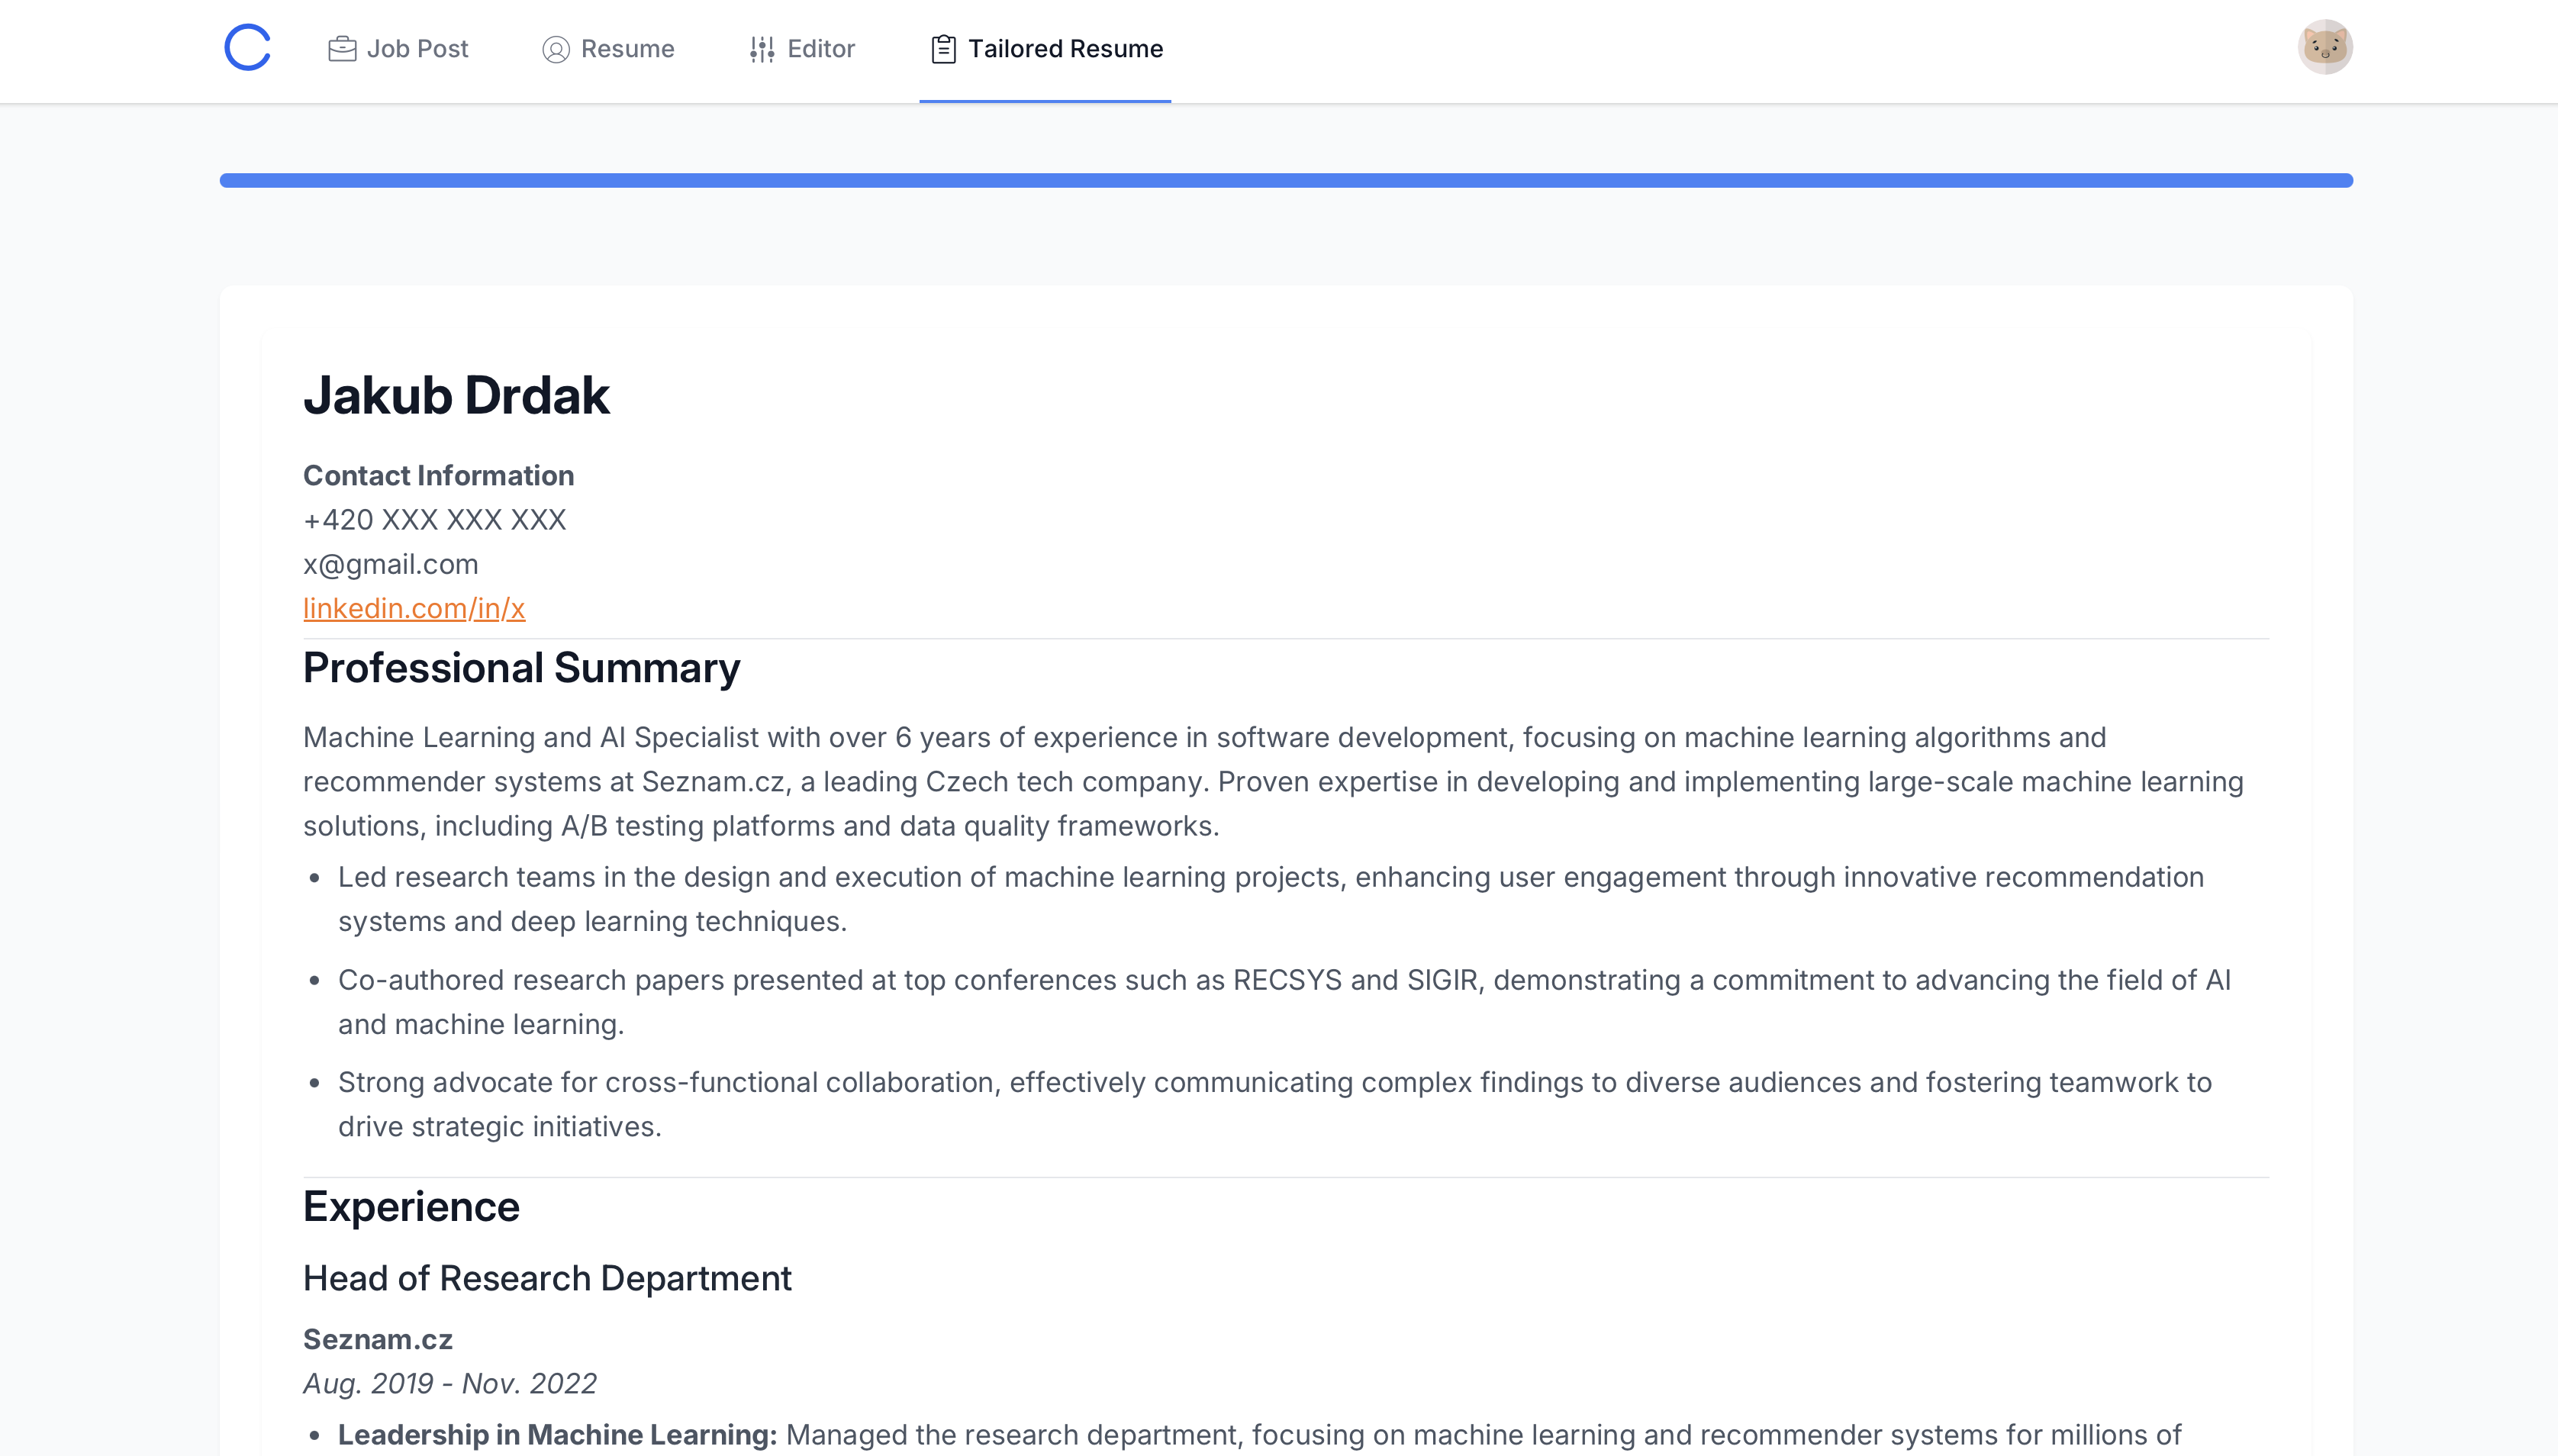 Job Post
Resume
Editor
Tailored Resume
Jakub Drdak
Contact Information
+420 XXX XXX XXX
x@gmail.com
linkedin.com/in/x
Professional Summary
Machine Learning and AI Specialist with over 6 years of experience in software development, focusing on machine learning algorithms and
recommender systems at Seznam.cz, a leading Czech tech company. Proven expertise in developing and implementing large-scale machine learning
solutions, including A/B testing platforms and data quality frameworks.
• Led research teams in the design and execution of machine learning projects, enhancing user engagement through innovative recommendation
systems and deep learning techniques.
• Co-authored research papers presented at top conferences such as RECSYS and SIGIR, demonstrating a commitment to advancing the field of AI
and machine learning.
• Strong advocate for cross-functional collaboration, effectively communicating complex findings to diverse audiences and fostering teamwork to
drive strategic initiatives.
Experience
Head of Research Department
Seznam.cz
Aug. 2019 - Nov. 2022
• Leadership in Machine Learning: Managed the research department, focusing on machine learning and recommender systems for millions of